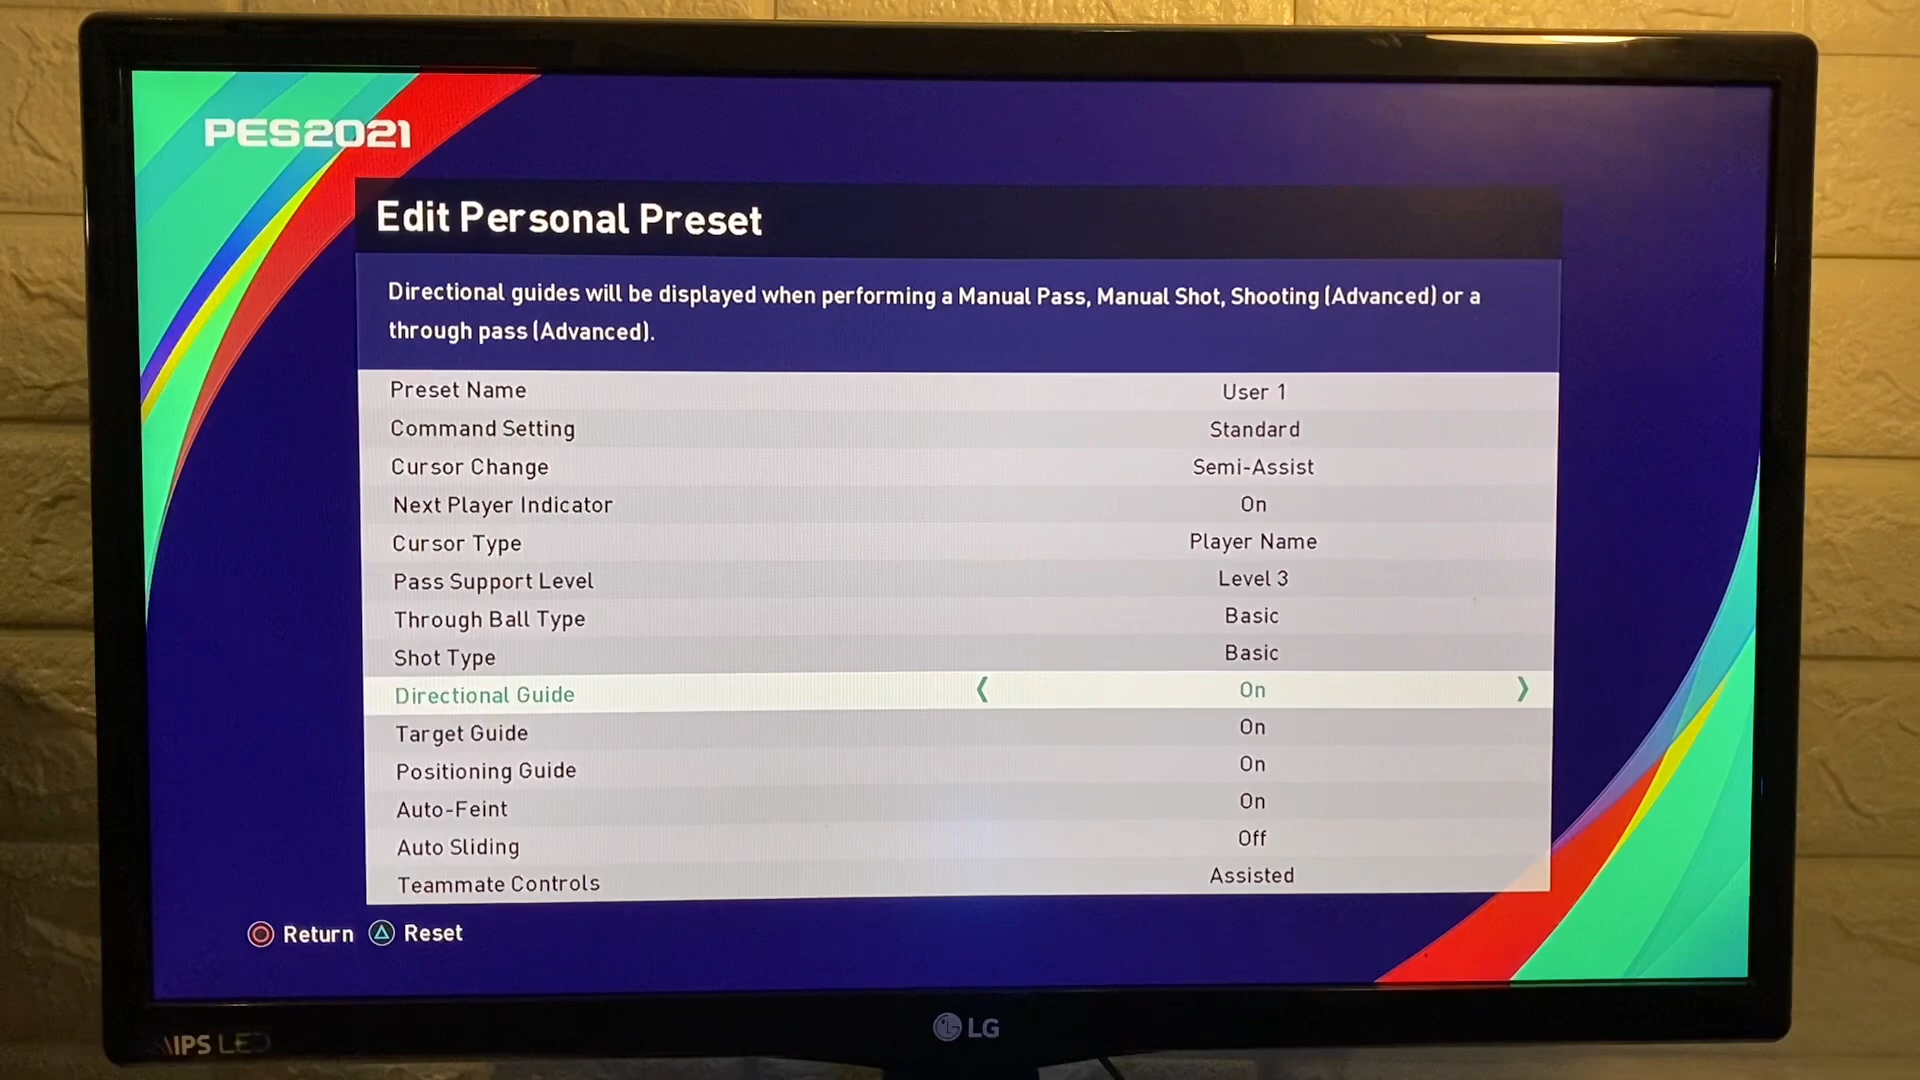 PES2021
Edit Personal Preset
Directional guides will be displayed when performing a Manual Pass, Manual Shot, Shooting (Advanced) or a
through pass (Advanced).
Preset Name User 1
Command Setting Standard
Cursor Change Semi-Assist
Next Player Indicator On
Cursor Type Player Name
Pass Support Level Level 3
Through Ball Type Basic
Shot Type Basic
Directional Guide On
Target Guide On
Positioning Guide On
Auto-Feint On
Auto Sliding Off
Teammate Controls Assisted
Return Reset
IPS LED
LG